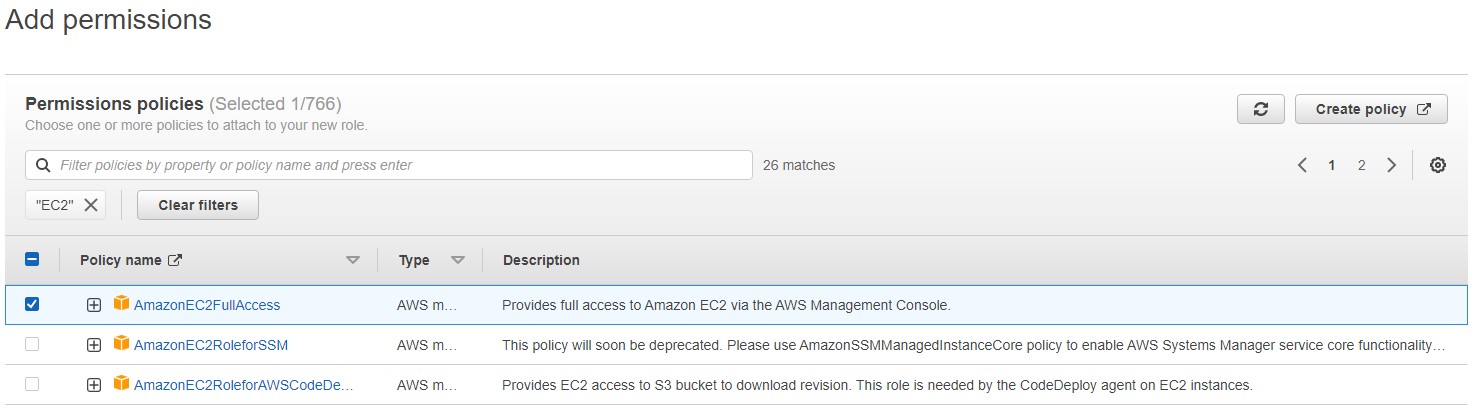 Add permissions
Permissions policies (Selected 1/766)
Create policy
Choose one or more policies to attach to your new role.
Filter policies by property or policy name and press enter
26 matches
1 2
"EC2"
Clear filters
Policy name Type Description
AmazonEC2FullAccess AWS m… Provides full access to Amazon EC2 via the AWS Management Console.
AmazonEC2RoleforSSM AWS m… This policy will soon be deprecated. Please use AmazonSSMManagedInstanceCore policy to enable AWS Systems Manager service core functionality…
AmazonEC2RoleforAWSCodeDe… AWS m… Provides EC2 access to S3 bucket to download revision. This role is needed by the CodeDeploy agent on EC2 instances.